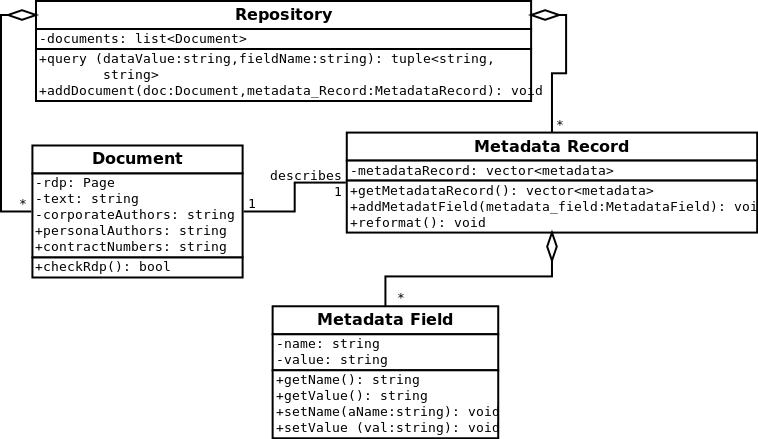 Repository
-documents: list<Document>
+query (dataValue:string,fieldName:string): tuple<string,
string>
+addDocument(doc:Document,metadata_Record:MetadataRecord): void
*
Document
-rdp: Page
-text: string
-corporateAuthors: string
+personalAuthors: string
+contractNumbers: string
+checkRdp(): bool
*
1
describes
1
Metadata Record
-metadataRecord: vector<metadata>
+getMetadataRecord(): vector<metadata>
+addMetadatField(metadata_field:MetadataField): voi
+reformat(): void
*
Metadata Field
-name: string
-value: string
+getName(): string
+getValue(): string
+setName(aName:string): void
+setValue (val:string): void